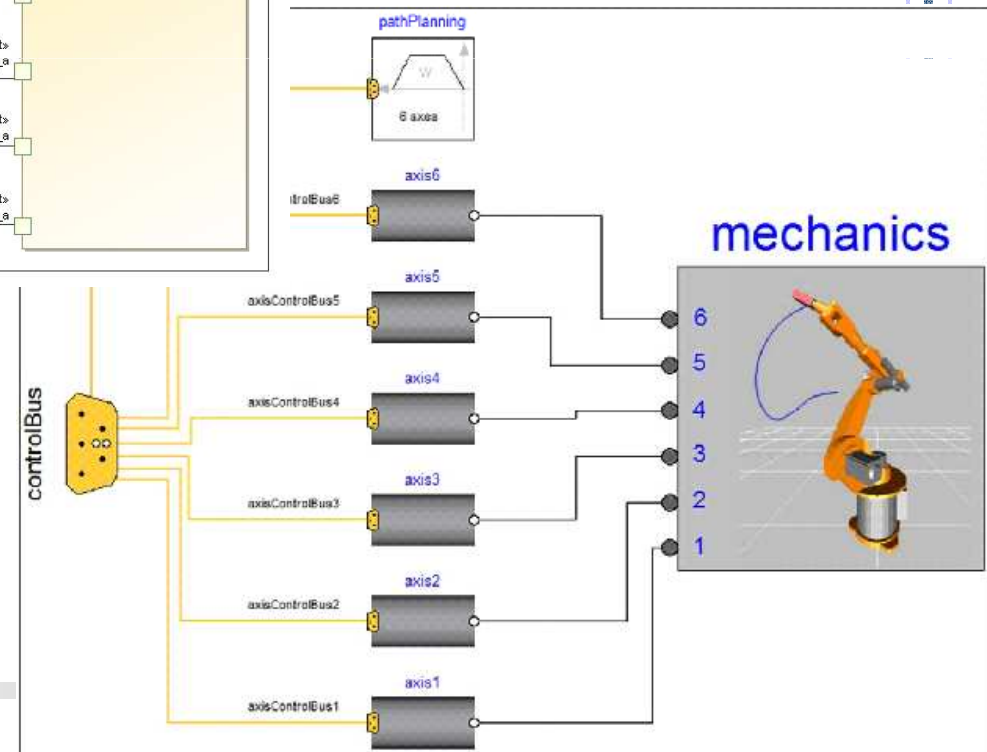 pathPlanning
W
6 axes
axis6
trolBus6
mechanics
axis5
axisControlBus5
6
5
axis4
axisControlBus4
4
controlBus
3
axis3
axisControlBus3
2
1
axis2
axisControlBus2
axis1
axisControlBus1